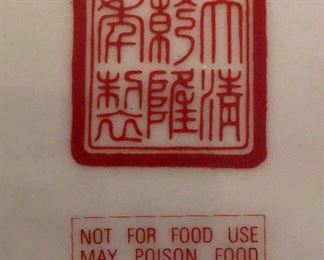 大清
乾隆
年製
NOT FOR FOOD USE
MAY POISON FOOD